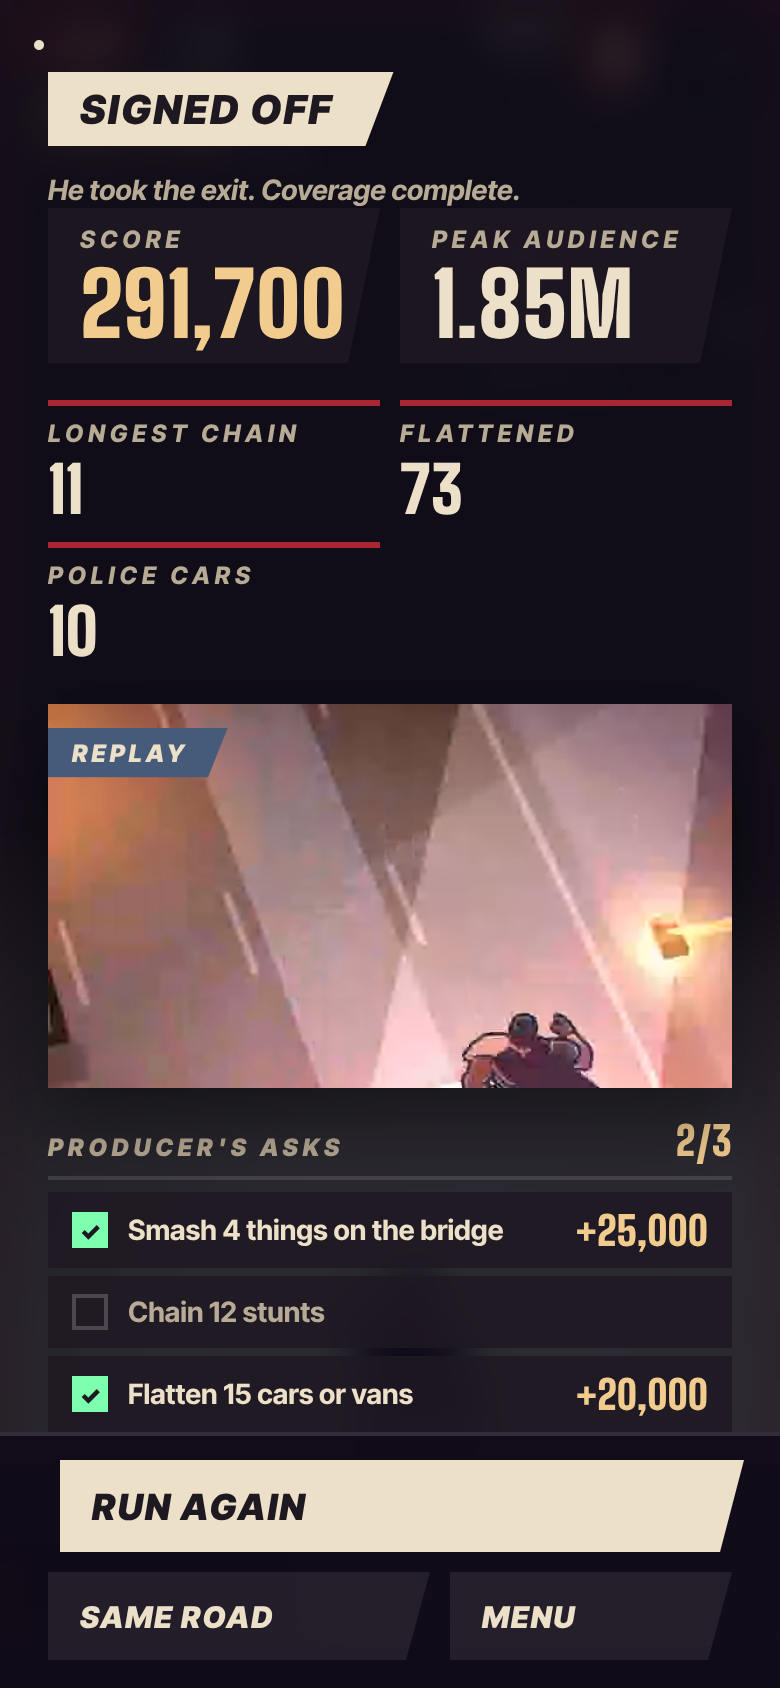 SIGNED OFF
He took the exit. Coverage complete.
SCORE
291,700
PEAK AUDIENCE
1.85M
LONGEST CHAIN
11
FLATTENED
73
POLICE CARS
10
REPLAY
PRODUCER'S ASKS
2/3
Smash 4 things on the bridge +25,000
Chain 12 stunts
Flatten 15 cars or vans +20,000
RUN AGAIN
SAME ROAD
MENU